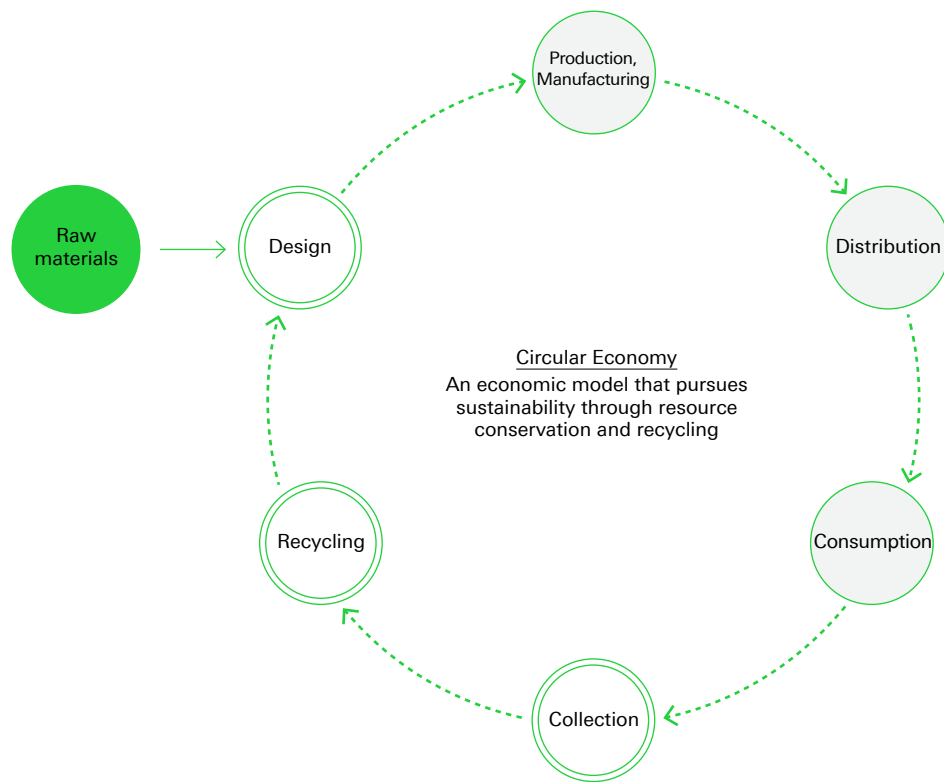 Production,
Manufacturing
Raw
materials
Design
Distribution
Circular Economy
An economic model that pursues
sustainability through resource
conservation and recycling
Recycling
Consumption
Collection